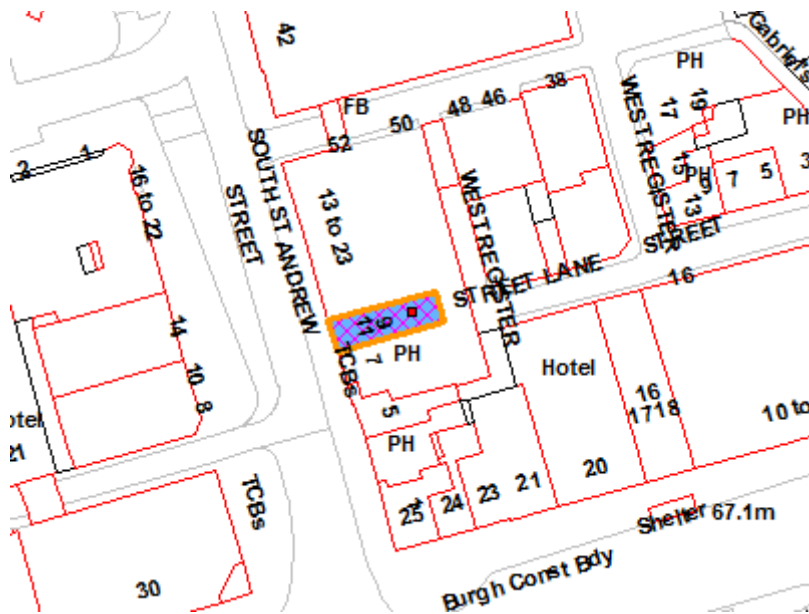 42
Gabriel's
PH
FB
50
48
46
38
WEST REGISTER
17
19
PH
52
2
1
16 to 22
SOUTH ST ANDREW
STREET
13 to 23
WEST REGISTER
15
PH
9
7
5
3
13
STREET
STREET LANE
16
14
11
9
7
PH
TCBs
Hotel
10
8
5
16
17
18
10 to
otel
21
PH
TCBs
25
1
24
23
21
20
Shelter
67.1m
30
Burgh Const Bdy